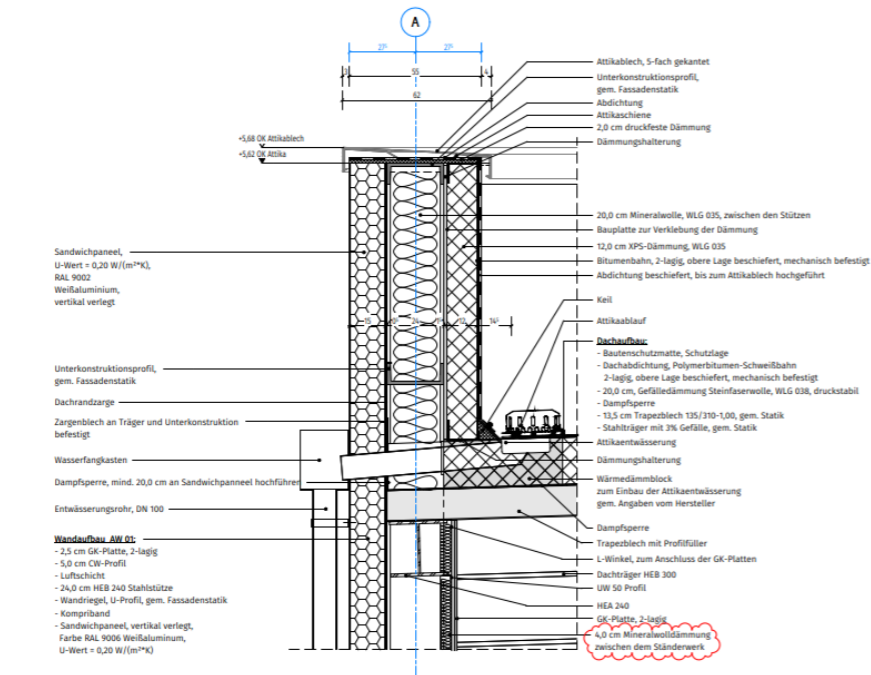 A
27⁵
27⁵
3
55
4
62
+5,68 OK Attikablech
+5,62 OK Attika
Attikablech, 5-fach gekantet
Unterkonstruktionsprofil,
gem. Fassadenstatik
Abdichtung
Attikaschiene
2,0 cm druckfeste Dämmung
Dämmungshalterung
20,0 cm Mineralwolle, WLG 035, zwischen den Stützen
Bauplatte zur Verklebung der Dämmung
12,0 cm XPS-Dämmung, WLG 035
Bitumenbahn, 2-lagig, obere Lage beschiefert, mechanisch befestigt
Abdichtung beschiefert, bis zum Attikablech hochgeführt
Keil
Attikaablauf
Dachaufbau:
- Bautenschutzmatte, Schutzlage
- Dachabdichtung, Polymerbitumen-Schweißbahn
2-lagig, obere Lage beschiefert, mechanisch befestigt
- 20,0 cm, Gefälledämmung Steinfaserwolle, WLG 038, druckstabil
- Dampfsperre
- 13,5 cm Trapezblech 135/310-1,00, gem. Statik
- Stahlträger mit 3% Gefälle, gem. Statik
Attikaentwässerung
Dämmungshalterung
Wärmedämmblock
zum Einbau der Attikaentwässerung
gem. Angaben vom Hersteller
Dampfsperre
Trapezblech mit Profilfüller
L-Winkel, zum Anschluss der GK-Platten
Dachträger HEB 300
UW 50 Profil
HEA 240
GK-Platte, 2-lagig
4,0 cm Mineralwolldämmung
zwischen dem Ständerwerk
15
24
12
14⁵
Sandwichpaneel,
U-Wert = 0,20 W/(m²*K),
RAL 9002
Weißaluminium,
vertikal verlegt
Unterkonstruktionsprofil,
gem. Fassadenstatik
Dachrandzarge
Zargenblech an Träger und Unterkonstruktion
befestigt
Wasserfangkasten
Dampfsperre, mind. 20,0 cm an Sandwichpanneel hochführen
Entwässerungsrohr, DN 100
Wandaufbau AW 01:
- 2,5 cm GK-Platte, 2-lagig
- 5,0 cm CW-Profil
- Luftschicht
- 24,0 cm HEB 240 Stahlstütze
- Wandriegel, U-Profil, gem. Fassadenstatik
- Kompriband
- Sandwichpaneel, vertikal verlegt,
Farbe RAL 9006 Weißaluminum,
U-Wert = 0,20 W/(m²*K)